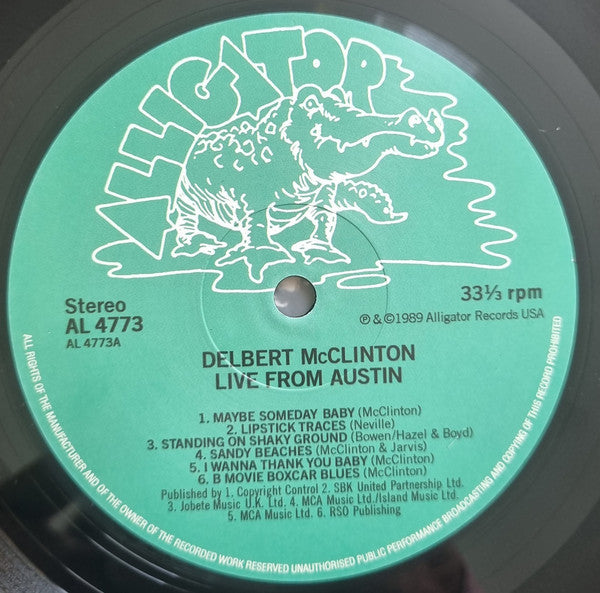 ALLIGATOR
Stereo
AL 4773
AL 4773A
33⅓ rpm
℗ & ©1989 Alligator Records USA
DELBERT McCLINTON
LIVE FROM AUSTIN
1. MAYBE SOMEDAY BABY (McClinton)
2. LIPSTICK TRACES (Neville)
3. STANDING ON SHAKY GROUND (Bowen/Hazel & Boyd)
4. SANDY BEACHES (McClinton & Jarvis)
5. I WANNA THANK YOU BABY (McClinton)
6. B MOVIE BOXCAR BLUES (McClinton)
Published by 1. Copyright Control 2. SBK United Partnership Ltd.
3. Jobete Music U.K. Ltd. 4. MCA Music Ltd./Island Music Ltd.
5. MCA Music Ltd. 6. RSO Publishing
ALL RIGHTS OF THE MANUFACTURER AND OF THE OWNER OF THE RECORDED WORK RESERVED UNAUTHORISED PUBLIC PERFORMANCE BROADCASTING AND COPYING OF THIS RECORD PROHIBITED